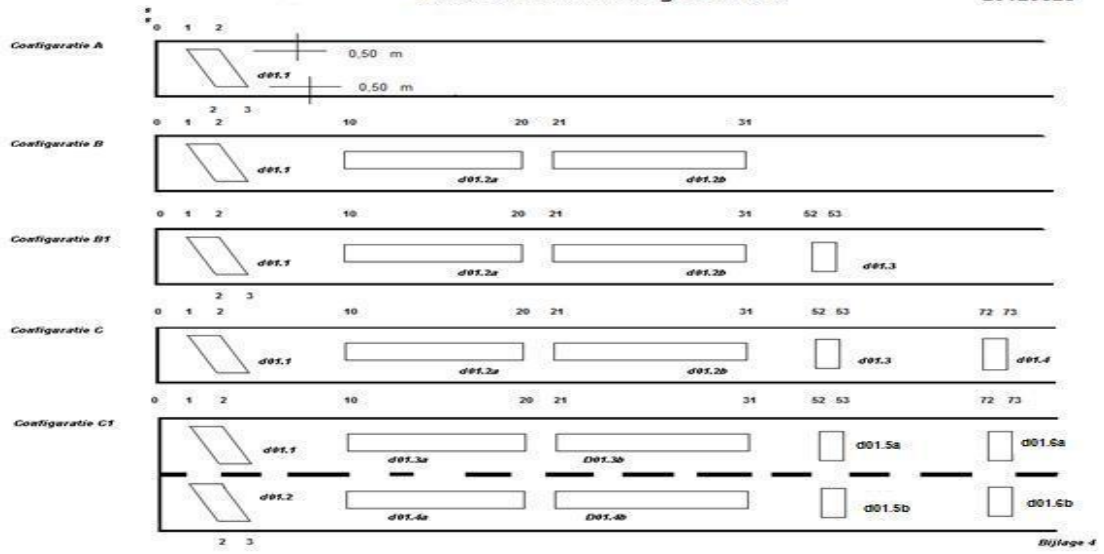 0 1 2
Configuratie A
0,50 m
d01.1
0,50 m
2 3
0 1 2 10 20 21 31
Configuratie B
d01.1 d01.2a d01.2b
0 1 2 10 20 21 31 52 53
Configuratie B1
d01.1 d01.2a d01.2b d01.3
2 3
0 1 2 10 20 21 31 52 53 72 73
Configuratie C
d01.1 d01.2a d01.2b d01.3 d01.4
0 1 2 10 20 21 31 52 53 72 73
Configuratie C1
d01.1 d01.3a D01.3b d01.5a d01.6a
d01.2 d01.4a D01.4b d01.5b d01.6b
2 3
Bijlage 4